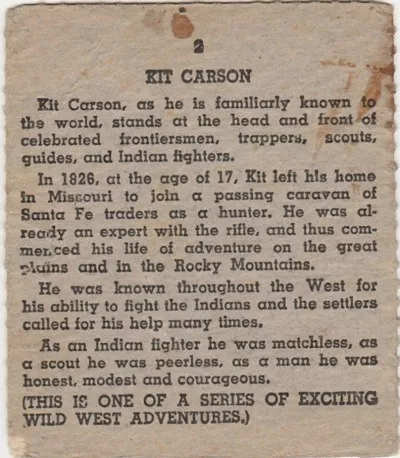 2
KIT CARSON
Kit Carson, as he is familiarly known to
the world, stands at the head and front of
celebrated frontiersmen, trappers, scouts,
guides, and Indian fighters.
In 1826, at the age of 17, Kit left his home
in Missouri to join a passing caravan of
Santa Fe traders as a hunter. He was al-
ready an expert with the rifle, and thus com-
menced his life of adventure on the great
plains and in the Rocky Mountains.
He was known throughout the West for
his ability to fight the Indians and the settlers
called for his help many times.
As an Indian fighter he was matchless, as
a scout he was peerless, as a man he was
honest, modest and courageous.
(THIS IS ONE OF A SERIES OF EXCITING
WILD WEST ADVENTURES.)